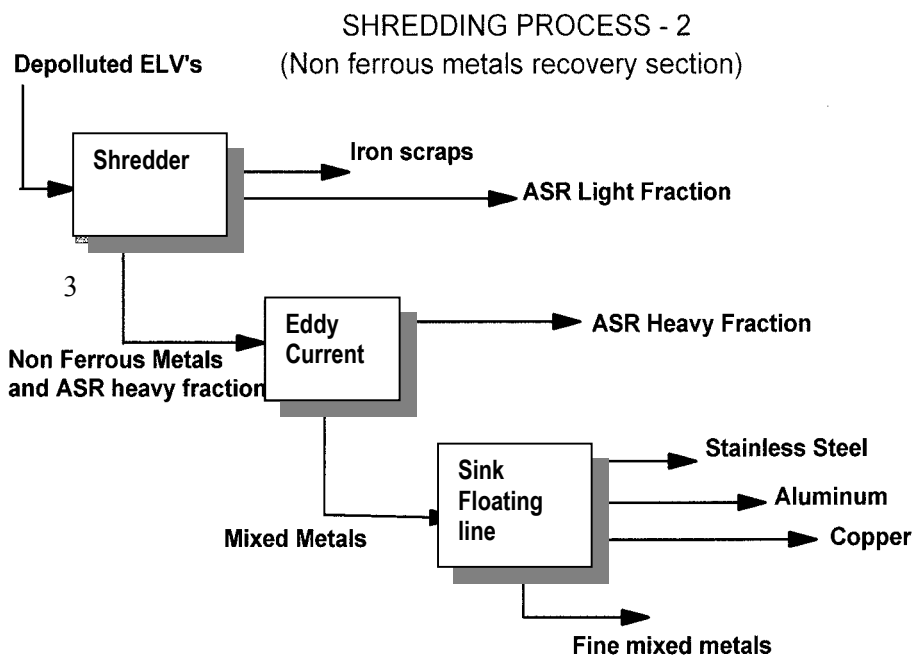 SHREDDING PROCESS - 2
(Non ferrous metals recovery section)
Depolluted ELV's
Shredder
Iron scraps
ASR Light Fraction
3
Non Ferrous Metals
and ASR heavy fraction
Eddy
Current
ASR Heavy Fraction
Mixed Metals
Sink
Floating
line
Stainless Steel
Aluminum
Copper
Fine mixed metals